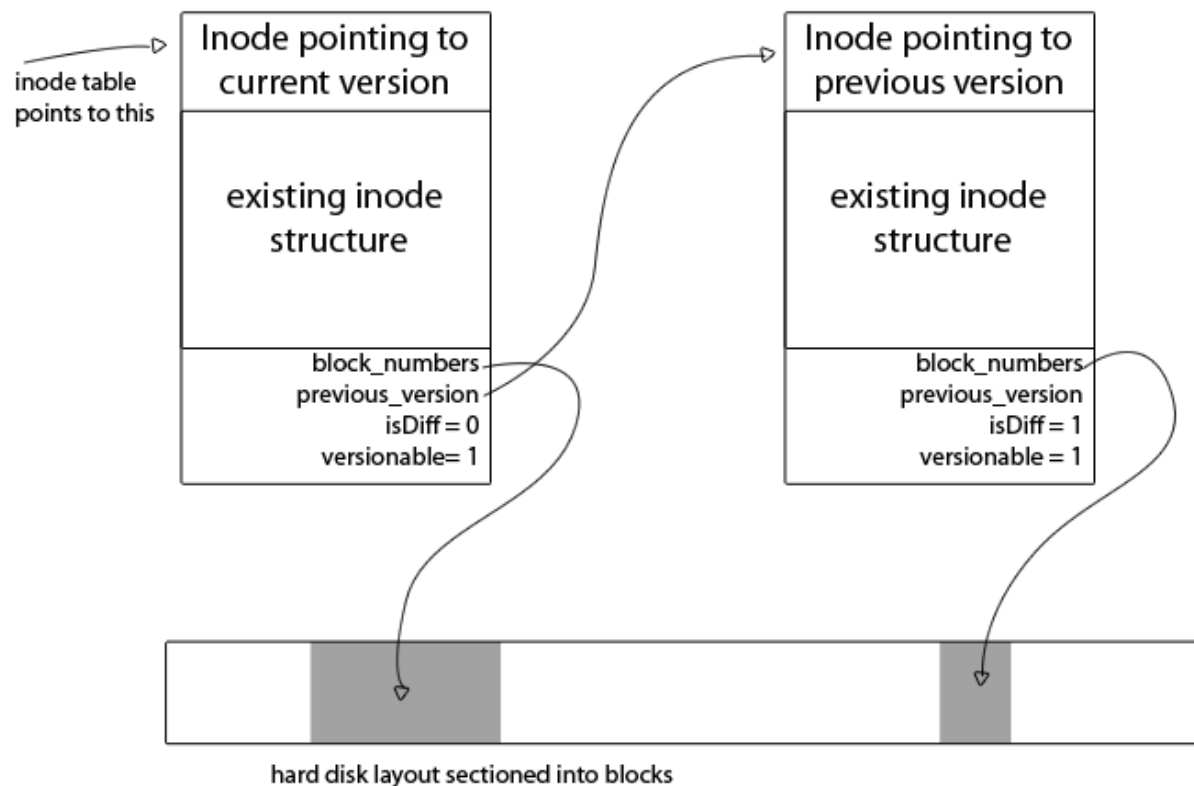 inode table
points to this
Inode pointing to
current version
existing inode
structure
block_numbers
previous_version
isDiff = 0
versionable= 1
Inode pointing to
previous version
existing inode
structure
block_numbers
previous_version
isDiff = 1
versionable = 1
hard disk layout sectioned into blocks